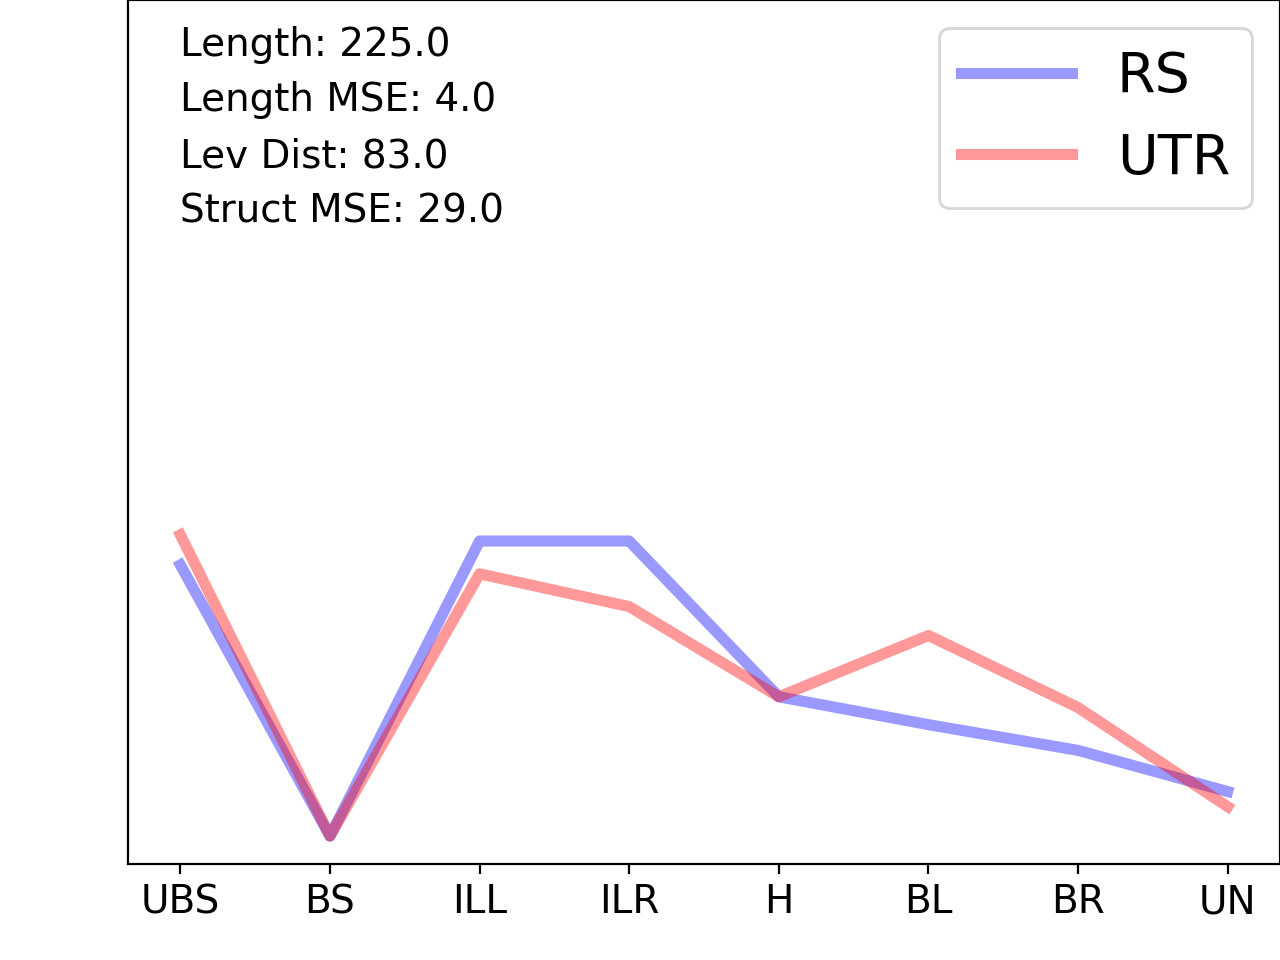 Length: 225.0
Length MSE: 4.0
Lev Dist: 83.0
Struct MSE: 29.0
RS
UTR
UBS BS ILL ILR H BL BR UN